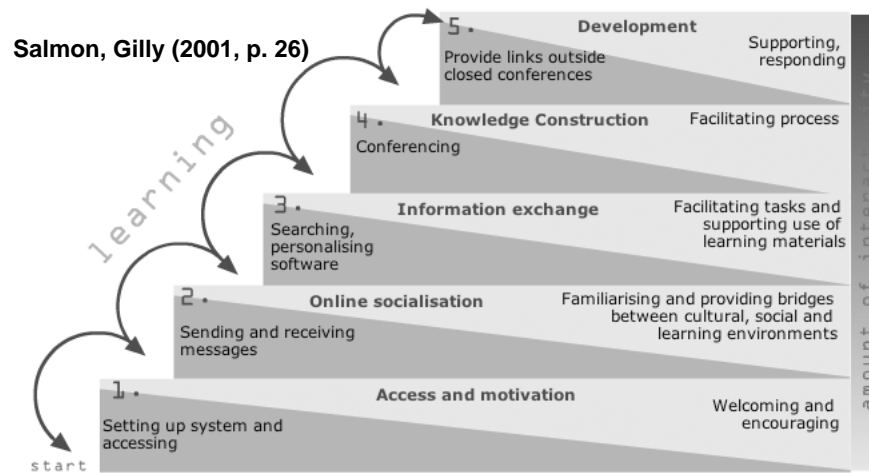 Salmon, Gilly (2001, p. 26)
learning
start
5. Development
Provide links outside
closed conferences
Supporting,
responding
4. Knowledge Construction
Conferencing
Facilitating process
3. Information exchange
Searching,
personalising
software
Facilitating tasks and
supporting use of
learning materials
2. Online socialisation
Sending and receiving
messages
Familiarising and providing bridges
between cultural, social and
learning environments
1. Access and motivation
Setting up system and
accessing
Welcoming and
encouraging
amount of interactivity